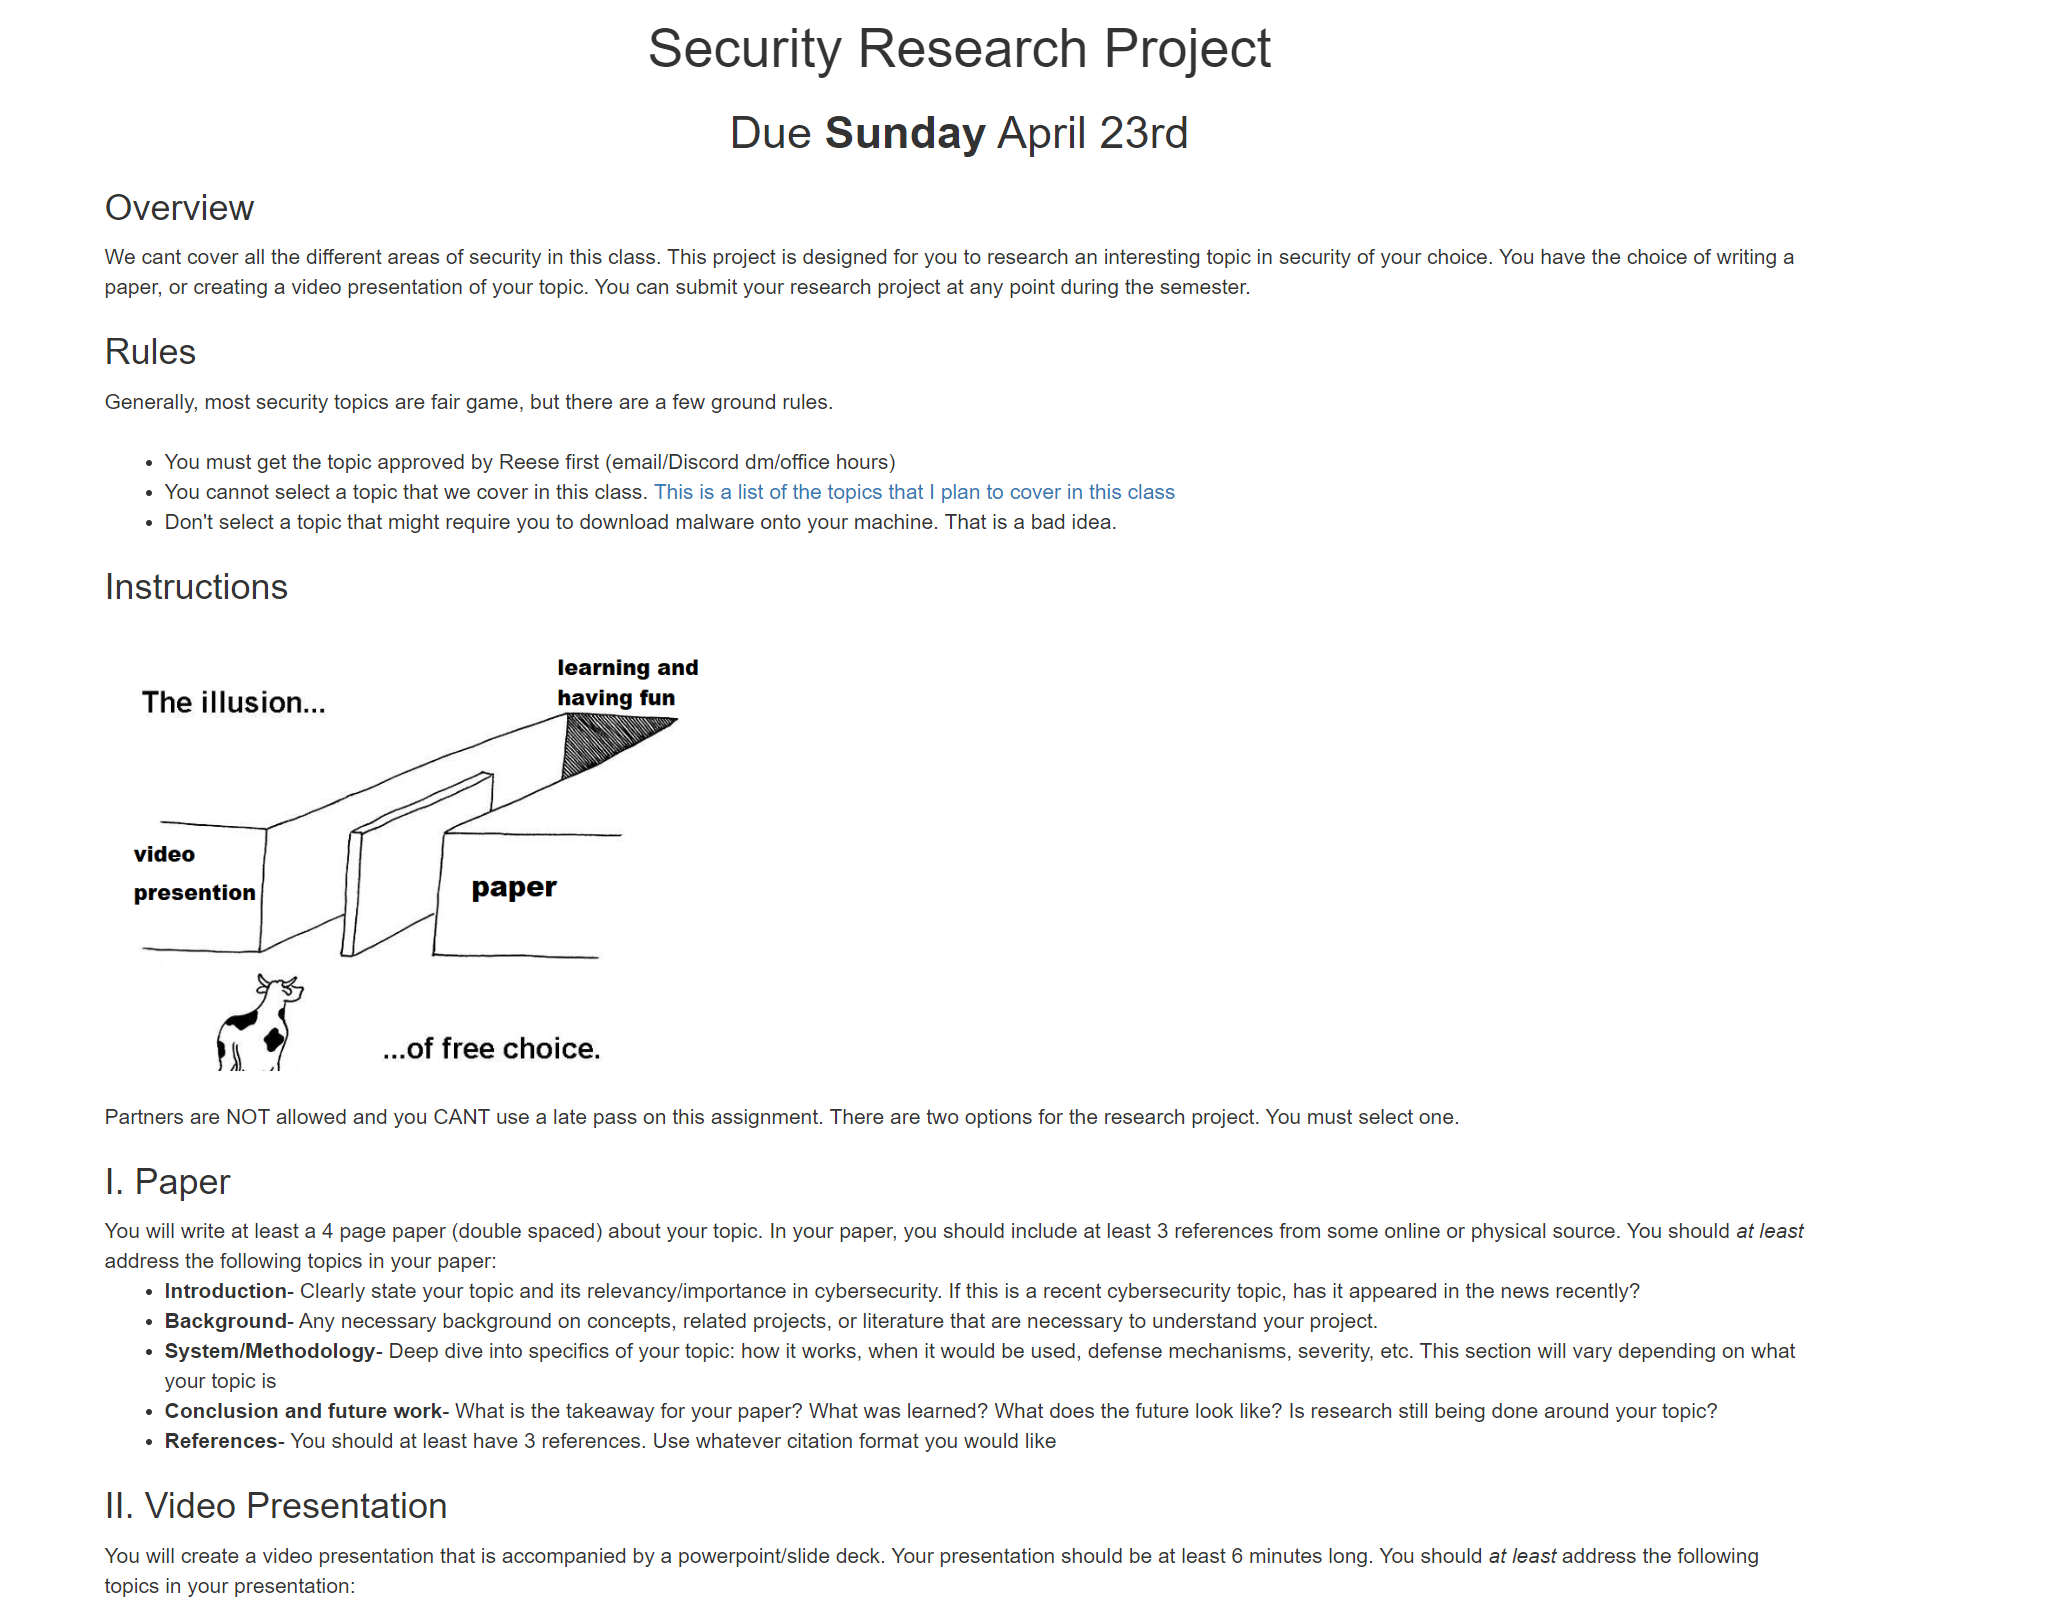 Security Research Project
Due Sunday April 23rd
Overview
We cant cover all the different areas of security in this class. This project is designed for you to research an interesting topic in security of your choice. You have the choice of writing a
paper, or creating a video presentation of your topic. You can submit your research project at any point during the semester.
Rules
Generally, most security topics are fair game, but there are a few ground rules.
• You must get the topic approved by Reese first (email/Discord dm/office hours)
• You cannot select a topic that we cover in this class. This is a list of the topics that I plan to cover in this class
• Don't select a topic that might require you to download malware onto your machine. That is a bad idea.
Instructions
The illusion...
learning and
having fun
video
presention
paper
...of free choice.
Partners are NOT allowed and you CANT use a late pass on this assignment. There are two options for the research project. You must select one.
I. Paper
You will write at least a 4 page paper (double spaced) about your topic. In your paper, you should include at least 3 references from some online or physical source. You should at least
address the following topics in your paper:
• Introduction- Clearly state your topic and its relevancy/importance in cybersecurity. If this is a recent cybersecurity topic, has it appeared in the news recently?
• Background- Any necessary background on concepts, related projects, or literature that are necessary to understand your project.
• System/Methodology- Deep dive into specifics of your topic: how it works, when it would be used, defense mechanisms, severity, etc. This section will vary depending on what
your topic is
• Conclusion and future work- What is the takeaway for your paper? What was learned? What does the future look like? Is research still being done around your topic?
• References- You should at least have 3 references. Use whatever citation format you would like
II. Video Presentation
You will create a video presentation that is accompanied by a powerpoint/slide deck. Your presentation should be at least 6 minutes long. You should at least address the following
topics in your presentation: